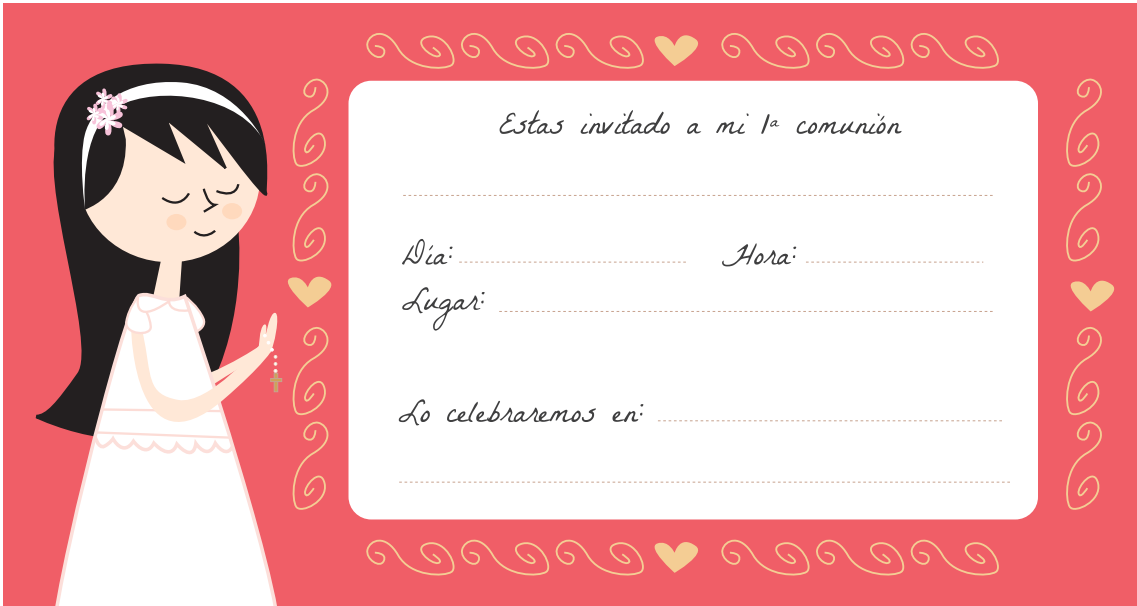 Estas invitado a mi 1ª comunión
Día: Hora:
Lugar:
Lo celebraremos en: